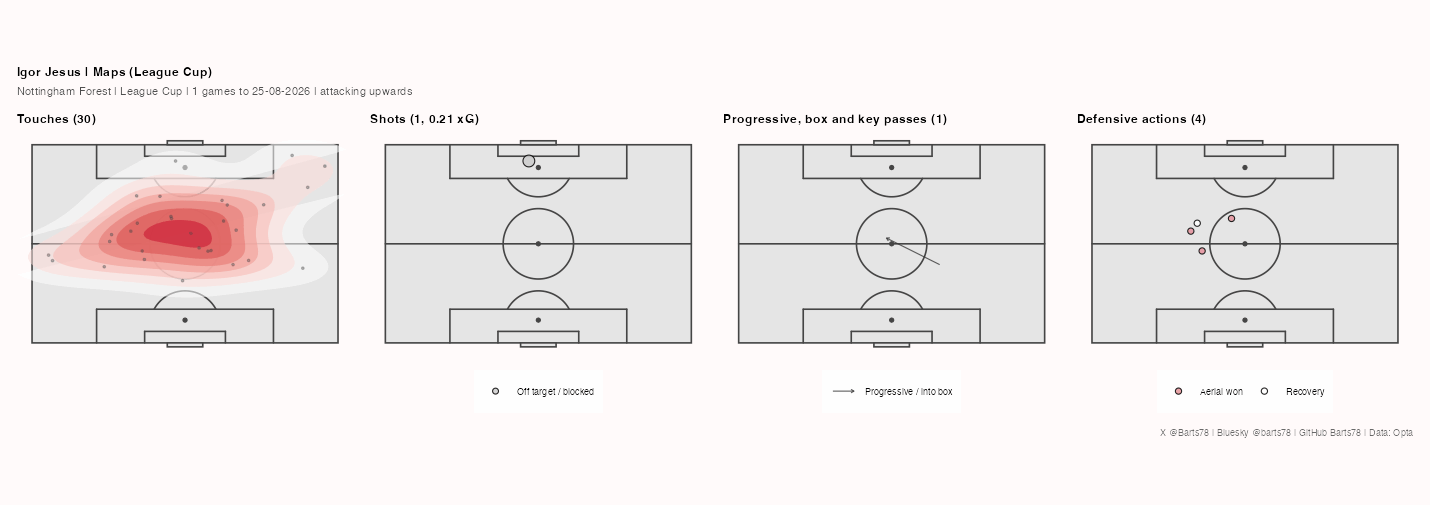 Igor Jesus | Maps (League Cup)
Nottingham Forest | League Cup | 1 games to 25-08-2026 | attacking upwards
Touches (30)
Shots (1, 0.21 xG)
Progressive, box and key passes (1)
Defensive actions (4)
Off target / blocked
Progressive / into box
Aerial won
Recovery
X @Barts78 | Bluesky @barts78 | GitHub Barts78 | Data: Opta